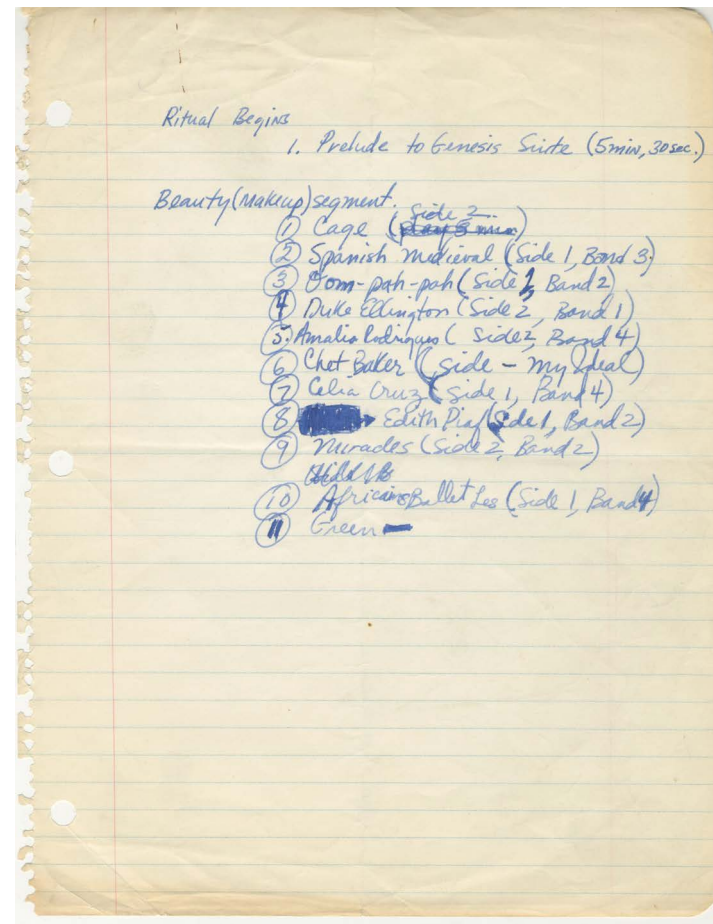 Ritual Begins
1. Prelude to Genesis Suite (5min, 30sec.)
Beauty (Makeup) segment.
Side 2
① Cage (play 3 min)
② Spanish Medieval (Side 1, Band 3)
③ Oom-pah-pah (Side 1, Band 2)
④ Duke Ellington (Side 2, Band 1)
⑤ Amalia Rodrigues (Side 2, Band 4)
⑥ Chet Baker (Side - My Ideal)
⑦ Celia Cruz (Side 1, Band 4)
⑧ Edith Piaf (Side 1, Band 2)
⑨ (Side 2, Band 2)
⑩ Africains Ballet Les (Side 1, Band 4)
⑪ Green -